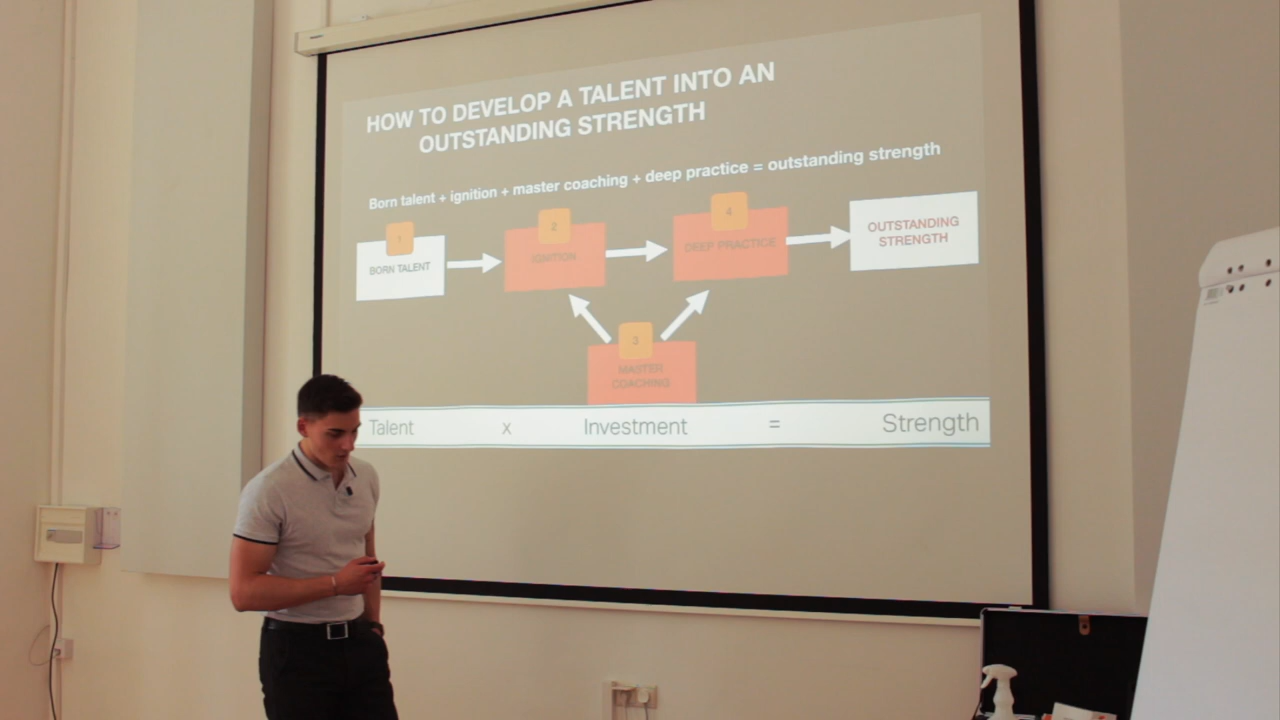 HOW TO DEVELOP A TALENT INTO AN
OUTSTANDING STRENGTH
Born talent + ignition + master coaching + deep practice = outstanding strength
1
BORN TALENT
2
IGNITION
4
DEEP PRACTICE
OUTSTANDING
STRENGTH
3
MASTER
COACHING
Talent x Investment = Strength